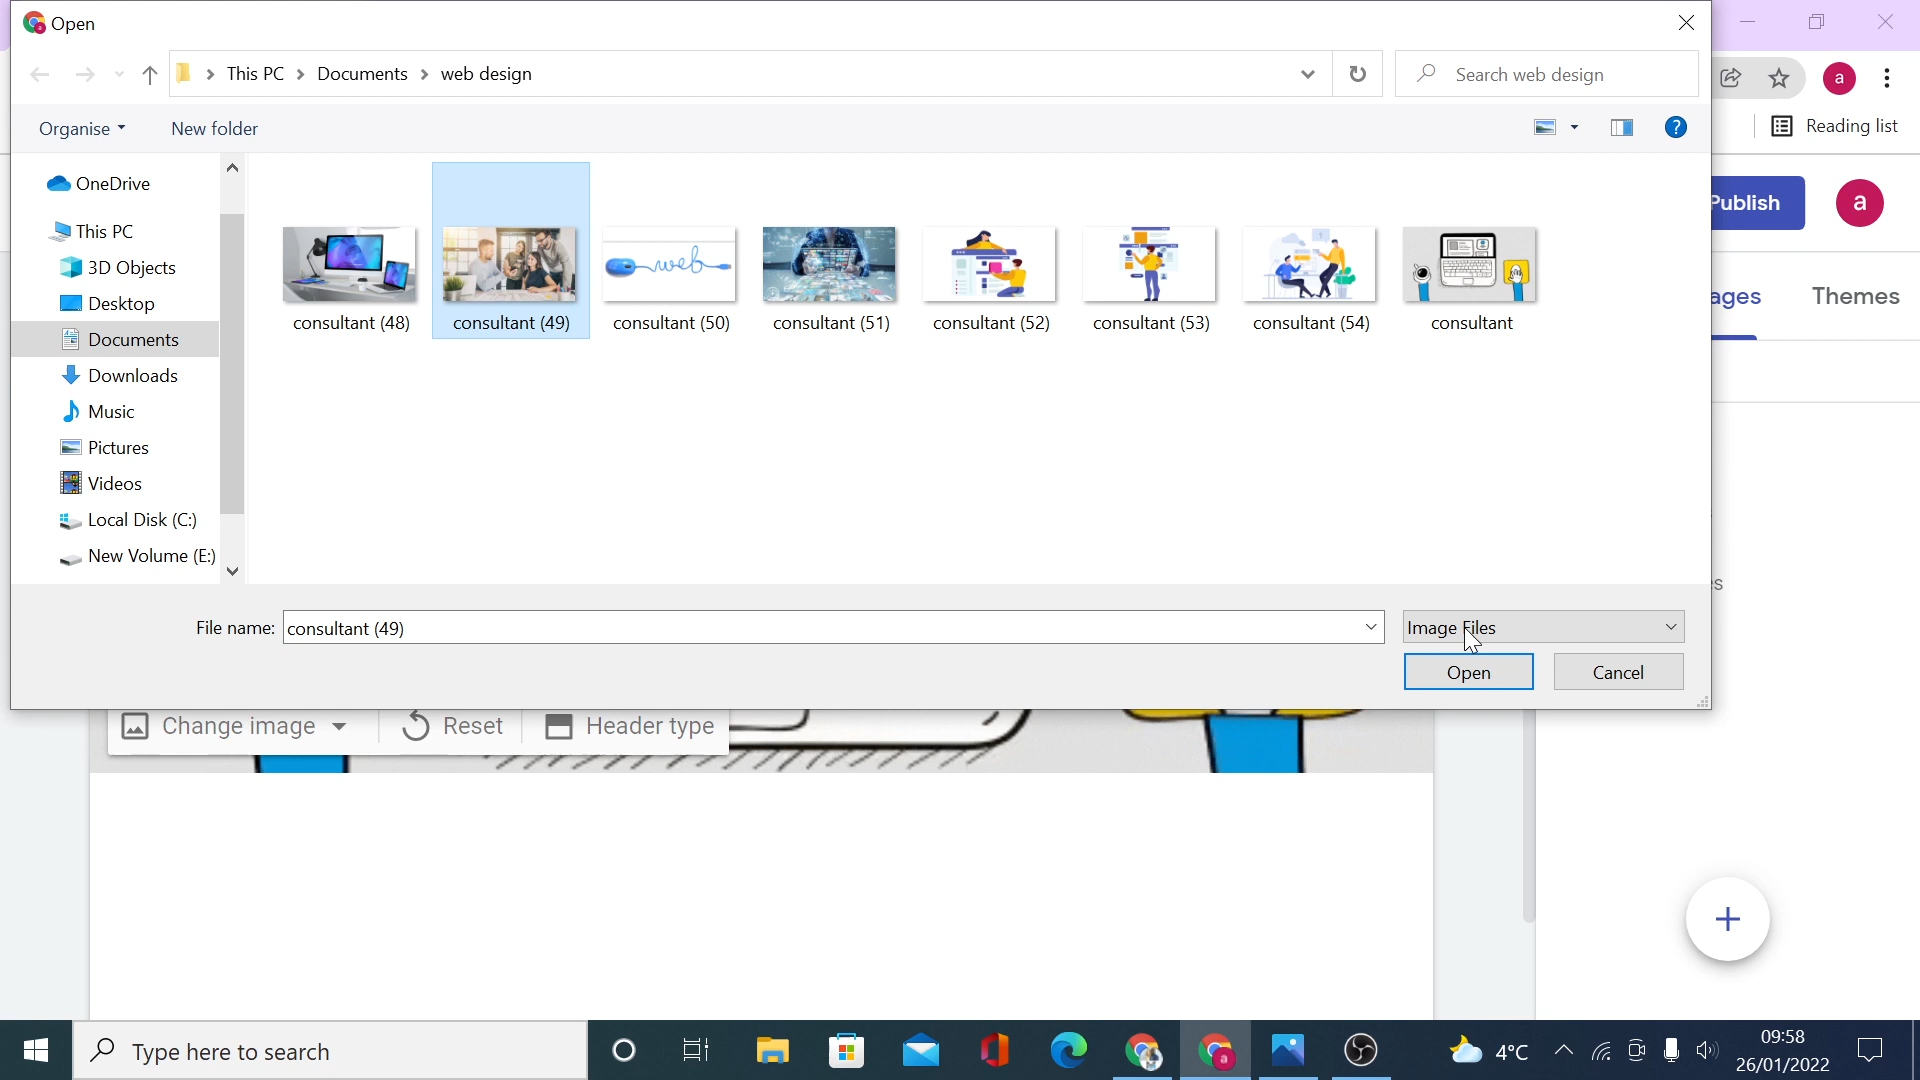 Open
This PC > Documents > web design
Search web design
Organise
New folder
Reading list
OneDrive
This PC
3D Objects
Desktop
Documents
Downloads
Music
Pictures
Videos
Local Disk (C:)
New Volume (E:)
consultant (48)
consultant (49)
consultant (50)
consultant (51)
consultant (52)
consultant (53)
consultant (54)
consultant
web
Publish
a
a
ages
Themes
File name:
consultant (49)
Image Files
Open
Cancel
Change image
Reset
Header type
Type here to search
4°C
09:58
26/01/2022